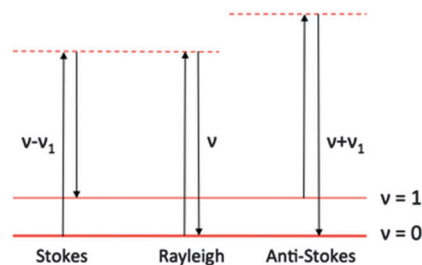 ν-ν₁
ν
ν+ν₁
ν = 1
ν = 0
Stokes
Rayleigh
Anti-Stokes